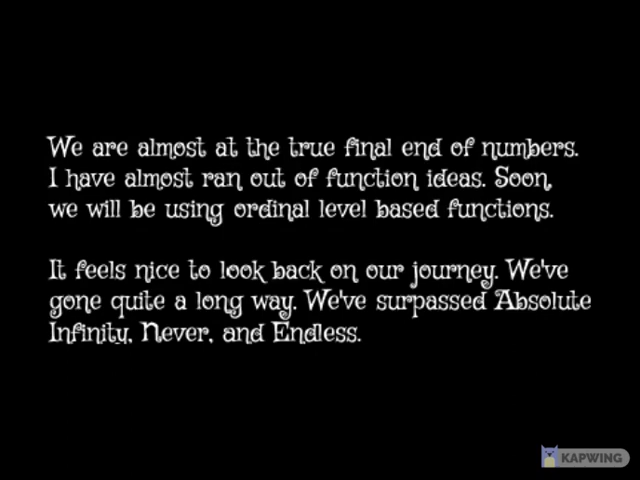 We are almost at the true final end of numbers.
I have almost ran out of function ideas. Soon,
we will be using ordinal level based functions.
It feels nice to look back on our journey. We've
gone quite a long way. We've surpassed Absolute
Infinity, Never, and Endless.
KAPWING